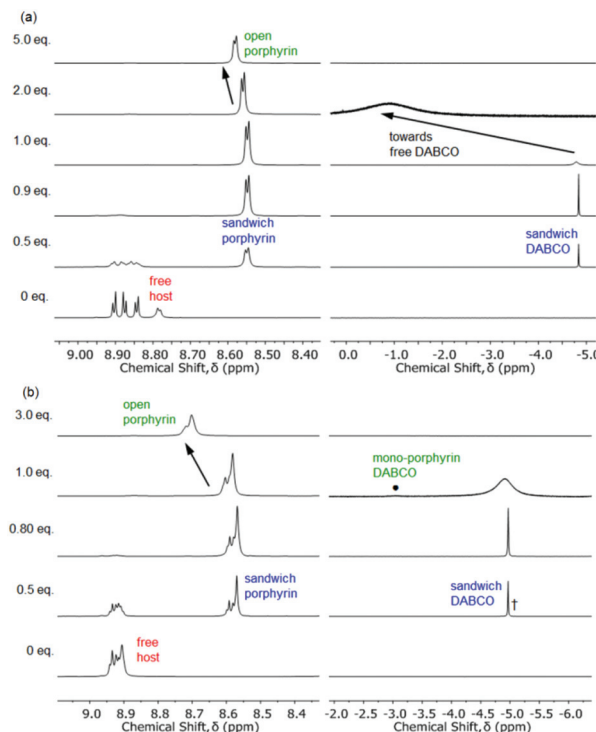 (a)
5.0 eq.
open
porphyrin
2.0 eq.
towards
free DABCO
1.0 eq.
0.9 eq.
sandwich
porphyrin
sandwich
DABCO
0.5 eq.
free
host
0 eq.
9.00 8.90 8.80 8.70 8.60 8.50 8.40 0.0 -1.0 -2.0 -3.0 -4.0 -5.0
Chemical Shift, δ (ppm) Chemical Shift, δ (ppm)
(b)
3.0 eq.
open
porphyrin
1.0 eq.
mono-porphyrin
DABCO
0.80 eq.
0.5 eq.
sandwich
porphyrin
sandwich
DABCO †
free
host
0 eq.
9.0 8.9 8.8 8.7 8.6 8.5 8.4 -2.0 -2.5 -3.0 -3.5 -4.0 -4.5 -5.0 -5.5 -6.0
Chemical Shift, δ (ppm) Chemical Shift, δ (ppm)